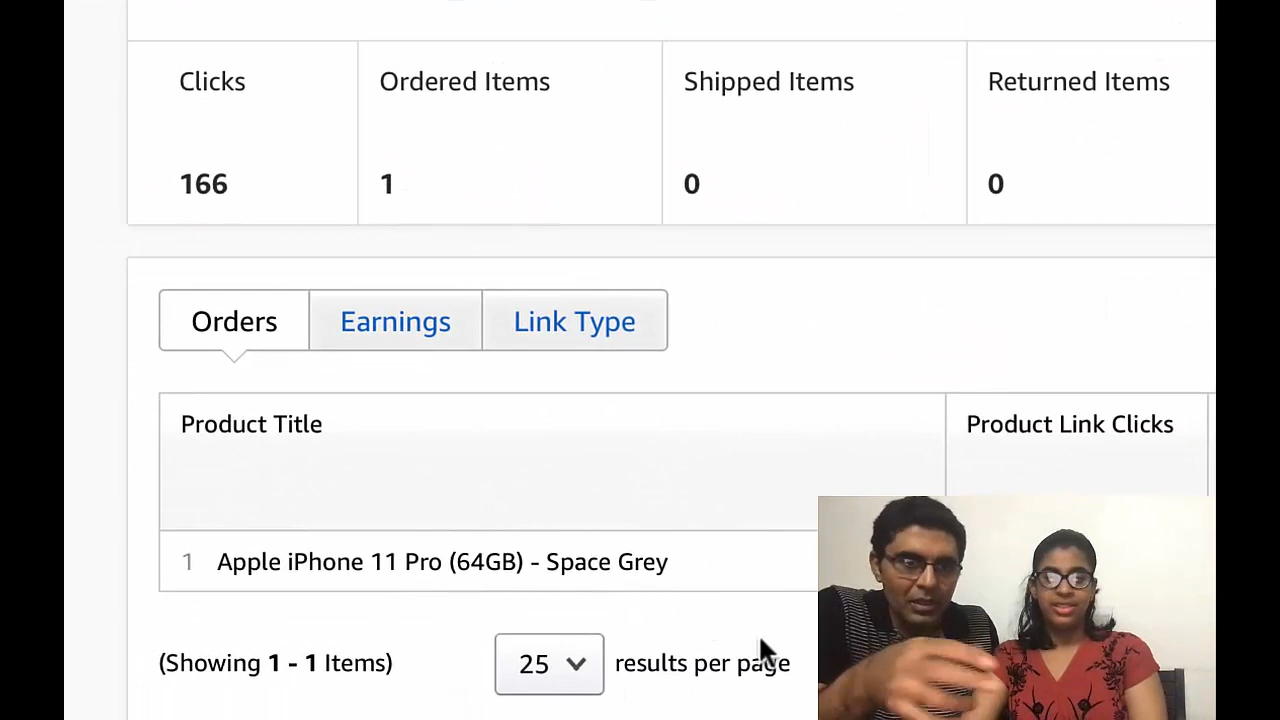 Clicks
Ordered Items
Shipped Items
Returned Items
166
1
0
0
Orders
Earnings
Link Type
Product Title
Product Link Clicks
1 Apple iPhone 11 Pro (64GB) - Space Grey
(Showing 1 - 1 Items)
25
results per page